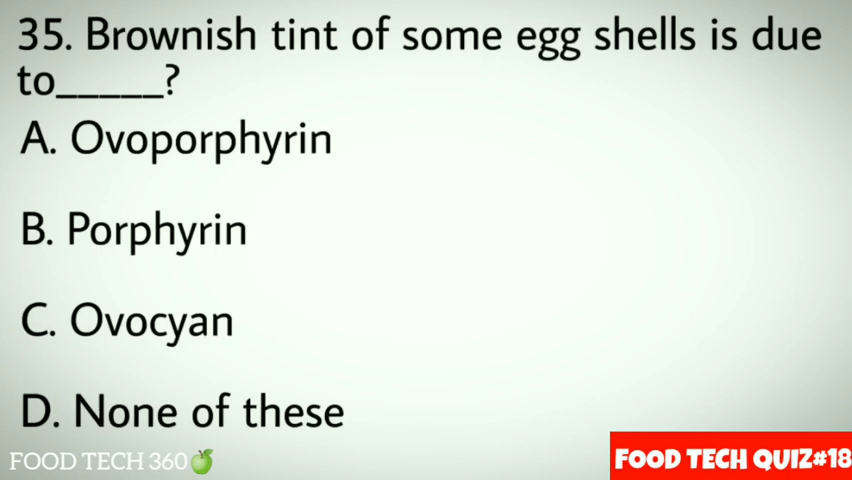 35. Brownish tint of some egg shells is due
to_____?
A. Ovoporphyrin
B. Porphyrin
C. Ovocyan
D. None of these
FOOD TECH 360
FOOD TECH QUIZ#18